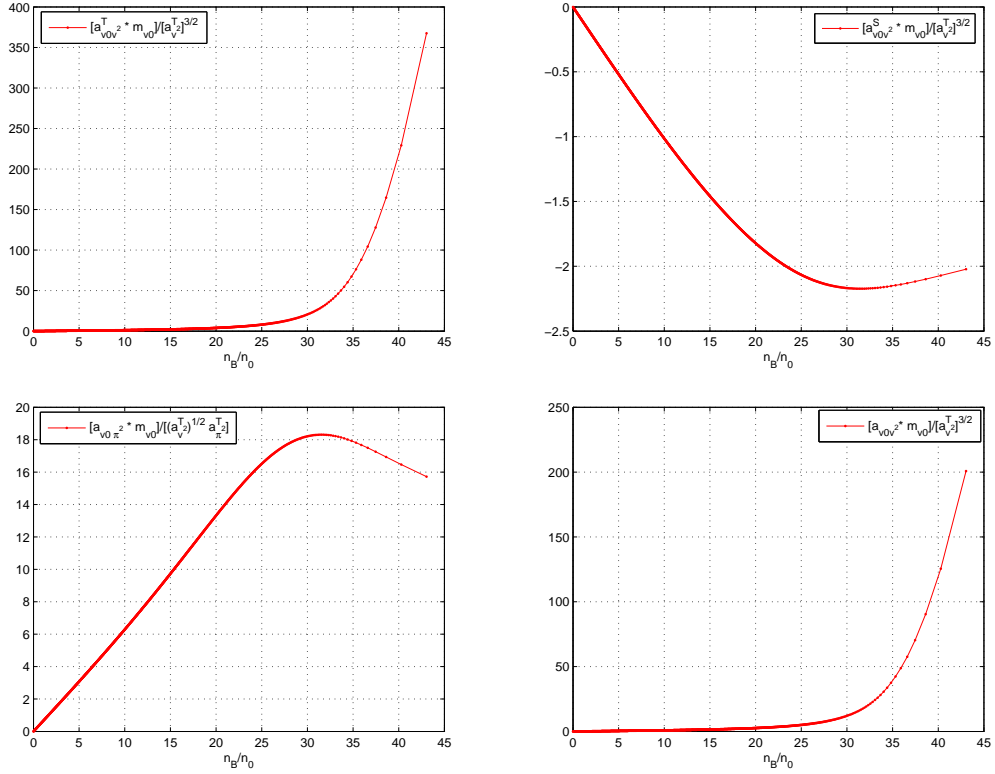 [a^T_{v0v^2} * m_{v0}]/[a^T_{v^2}]^{3/2}
400
350
300
250
200
150
100
50
0
0 5 10 15 20 25 30 35 40 45
n_B/n_0
[a^S_{v0v^2} * m_{v0}]/[a^T_{v^2}]^{3/2}
0
−0.5
−1
−1.5
−2
−2.5
0 5 10 15 20 25 30 35 40 45
n_B/n_0
[a_{v0 π^2} * m_{v0}]/[(a^T_{v^2})^{1/2} a^T_{π^2}]
20
18
16
14
12
10
8
6
4
2
0
0 5 10 15 20 25 30 35 40 45
n_B/n_0
[a_{v0v^2} * m_{v0}]/[a^T_{v^2}]^{3/2}
250
200
150
100
50
0
0 5 10 15 20 25 30 35 40 45
n_B/n_0